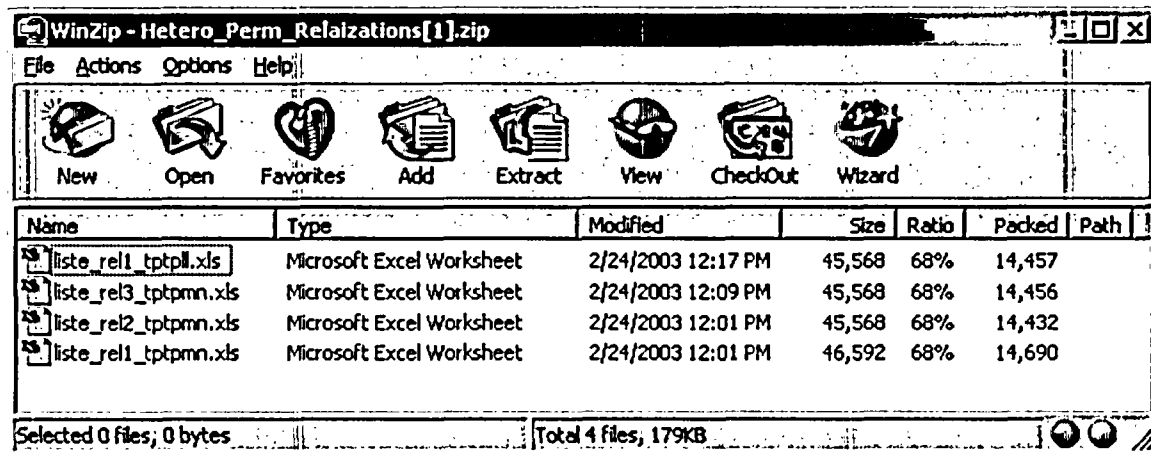 WinZip - Hetero_Perm_Relaizations[1].zip
File Actions Options Help
New Open Favorites Add Extract View CheckOut Wizard
Name Type Modified Size Ratio Packed Path
liste_rel1_tptpll.xls Microsoft Excel Worksheet 2/24/2003 12:17 PM 45,568 68% 14,457
liste_rel3_tptpmn.xls Microsoft Excel Worksheet 2/24/2003 12:09 PM 45,568 68% 14,456
liste_rel2_tptpmn.xls Microsoft Excel Worksheet 2/24/2003 12:01 PM 45,568 68% 14,432
liste_rel1_tptpmn.xls Microsoft Excel Worksheet 2/24/2003 12:01 PM 46,592 68% 14,690
Selected 0 files, 0 bytes Total 4 files, 179KB